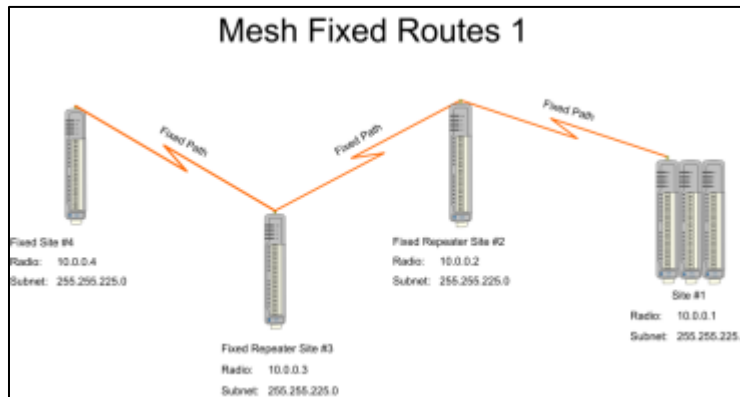 Mesh Fixed Routes 1
Fixed Path
Fixed Path
Fixed Path
Fixed Site #4
Radio: 10.0.0.4
Subnet: 255.255.225.0
Fixed Repeater Site #3
Radio: 10.0.0.3
Subnet: 255.255.225.0
Fixed Repeater Site #2
Radio: 10.0.0.2
Subnet: 255.255.225.0
Site #1
Radio: 10.0.0.1
Subnet: 255.255.225.